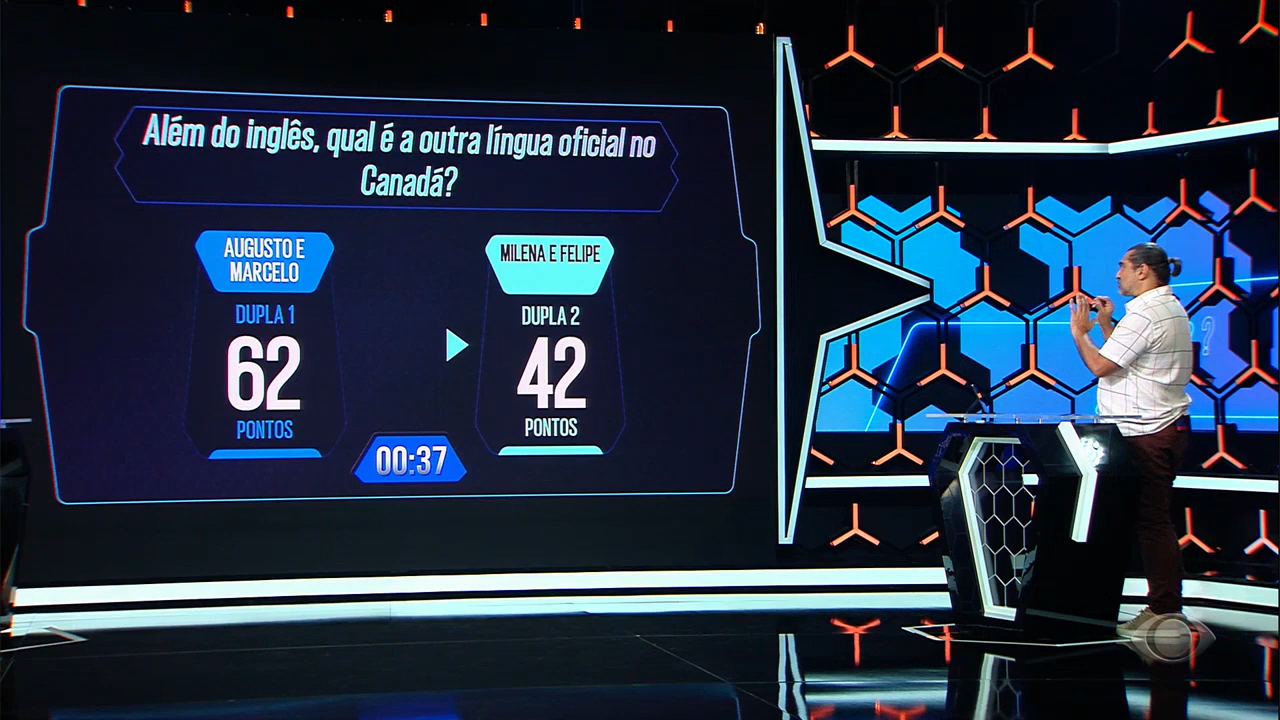 Além do inglês, qual é a outra língua oficial no
Canadá?
AUGUSTO E
MARCELO
MILENA E FELIPE
DUPLA 1
DUPLA 2
62
42
PONTOS
PONTOS
00:37